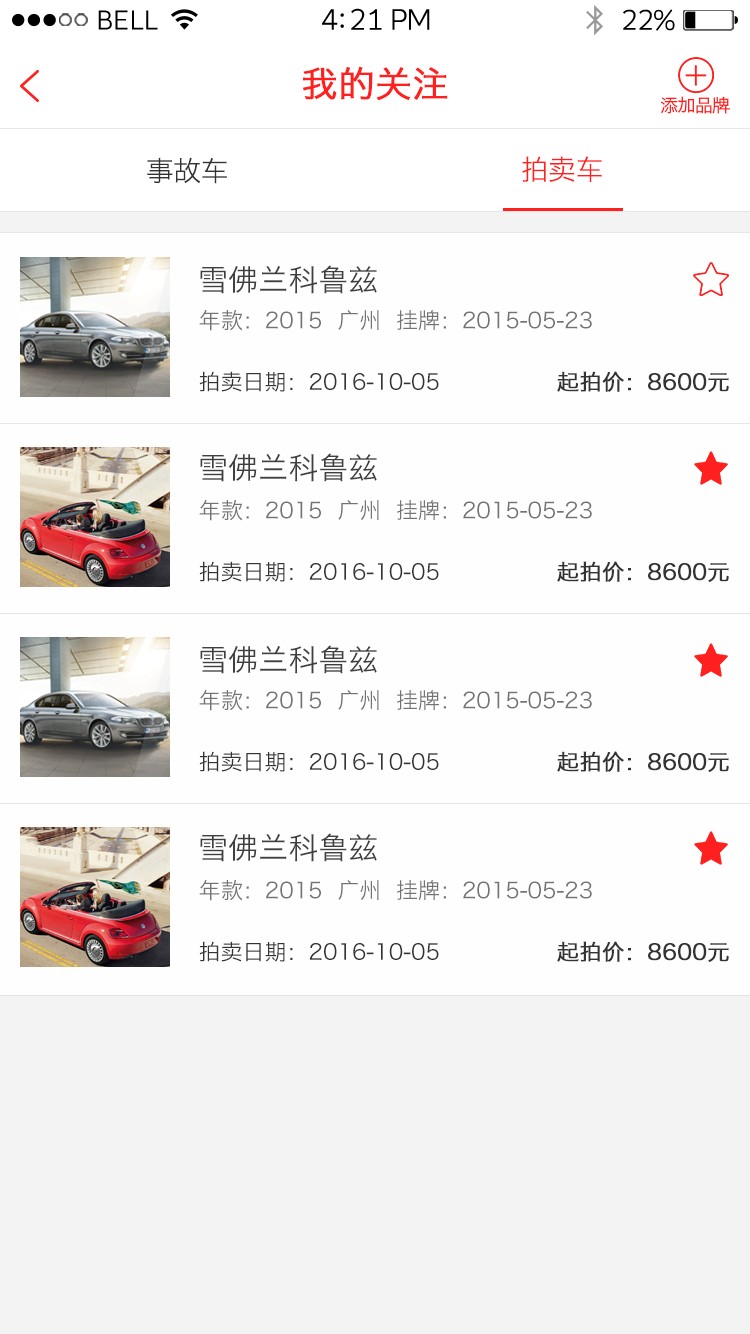 BELL 4:21 PM 22%
我的关注
添加品牌
事故车 拍卖车
雪佛兰科鲁兹
年款：2015 广州 挂牌：2015-05-23
拍卖日期：2016-10-05 起拍价：8600元
雪佛兰科鲁兹
年款：2015 广州 挂牌：2015-05-23
拍卖日期：2016-10-05 起拍价：8600元
雪佛兰科鲁兹
年款：2015 广州 挂牌：2015-05-23
拍卖日期：2016-10-05 起拍价：8600元
雪佛兰科鲁兹
年款：2015 广州 挂牌：2015-05-23
拍卖日期：2016-10-05 起拍价：8600元